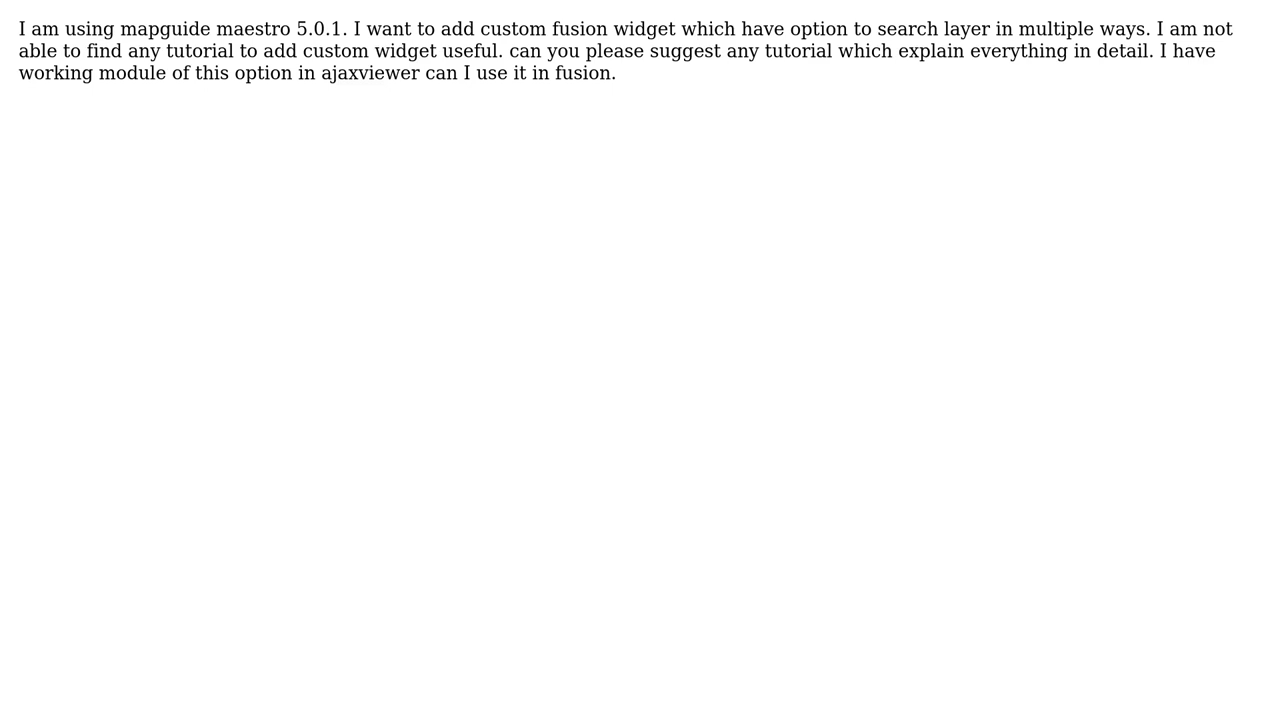 I am using mapguide maestro 5.0.1. I want to add custom fusion widget which have option to search layer in multiple ways. I am not
able to find any tutorial to add custom widget useful. can you please suggest any tutorial which explain everything in detail. I have
working module of this option in ajaxviewer can I use it in fusion.